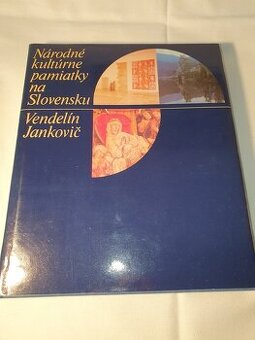 Národné
kultúrne
pamiatky
na
Slovensku
Vendelín
Jankovič